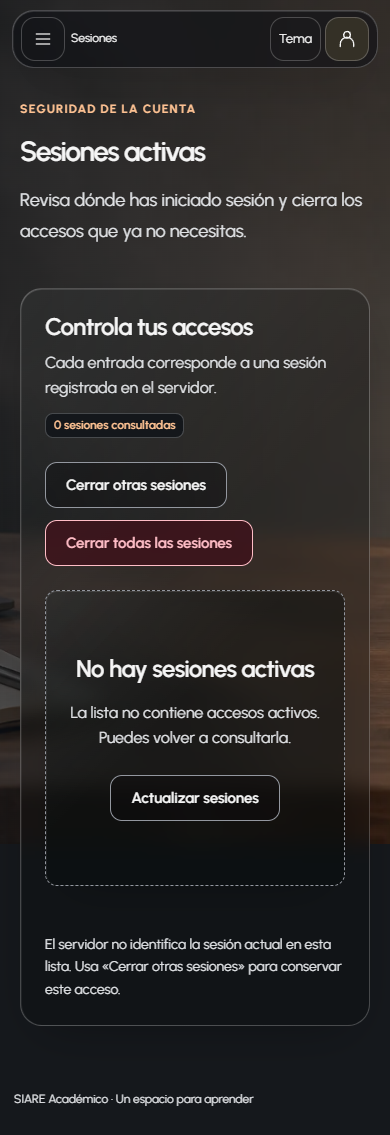 Sesiones
Tema
SEGURIDAD DE LA CUENTA
Sesiones activas
Revisa dónde has iniciado sesión y cierra los
accesos que ya no necesitas.
Controla tus accesos
Cada entrada corresponde a una sesión
registrada en el servidor.
0 sesiones consultadas
Cerrar otras sesiones
Cerrar todas las sesiones
No hay sesiones activas
La lista no contiene accesos activos.
Puedes volver a consultarla.
Actualizar sesiones
El servidor no identifica la sesión actual en esta
lista. Usa «Cerrar otras sesiones» para conservar
este acceso.
SIARE Académico · Un espacio para aprender